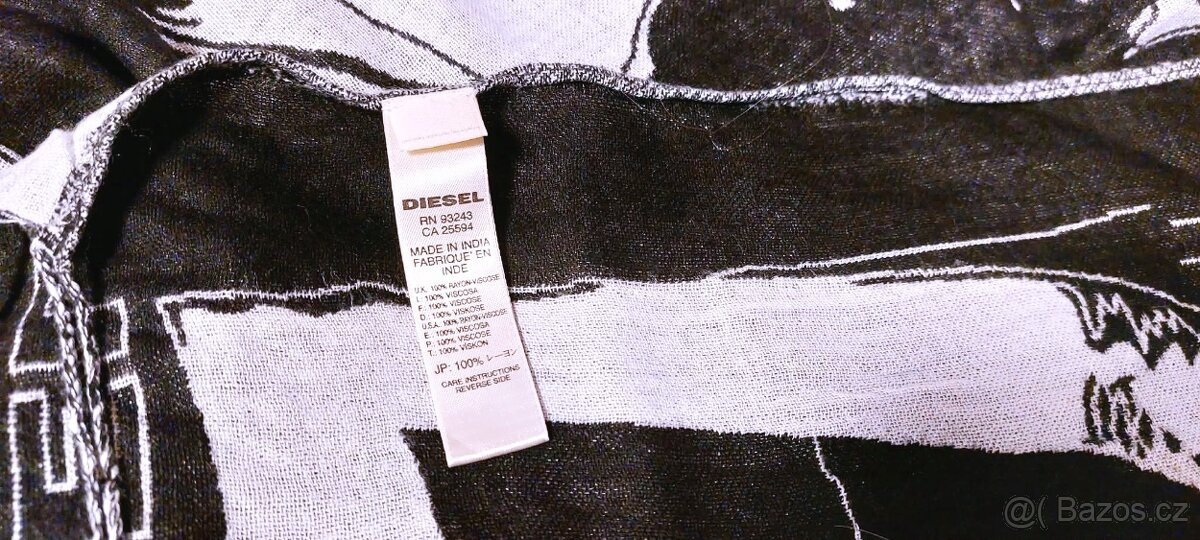 DIESEL
RN 93243
CA 25594
MADE IN INDIA
FABRIQUE' EN
INDE
U.K. 100% RAYON-VISCOSE
I. 100% VISCOSA
F. 100% VISCOSE
D. 100% VISKOSE
U.S.A. 100% RAYON-VISCOSE
E. 100% VISCOSA
P. 100% VISCOSE
T. 100% VİSKON
JP: 100% レーヨン
CARE INSTRUCTIONS
REVERSE SIDE
@( Bazos.cz